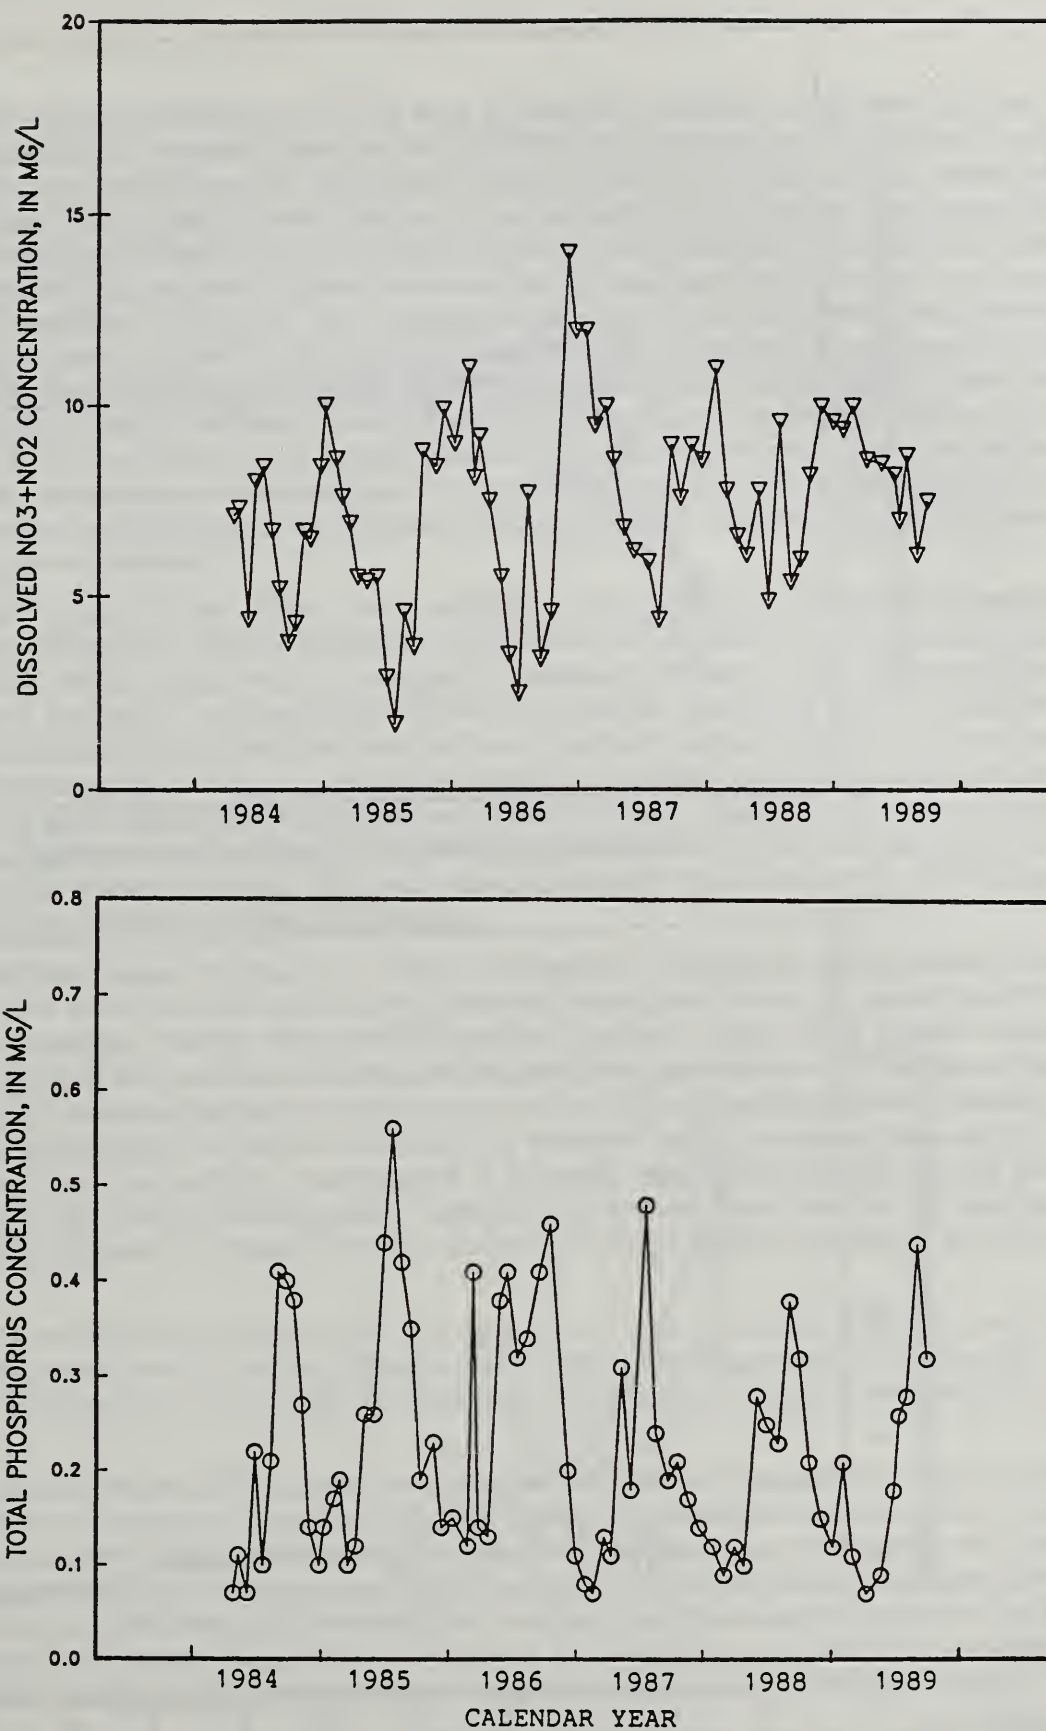 DISSOLVED NO3+NO2 CONCENTRATION, IN MG/L
20
15
10
5
0
1984 1985 1986 1987 1988 1989
TOTAL PHOSPHORUS CONCENTRATION, IN MG/L
0.8
0.7
0.6
0.5
0.4
0.3
0.2
0.1
0.0
1984 1985 1986 1987 1988 1989
CALENDAR YEAR